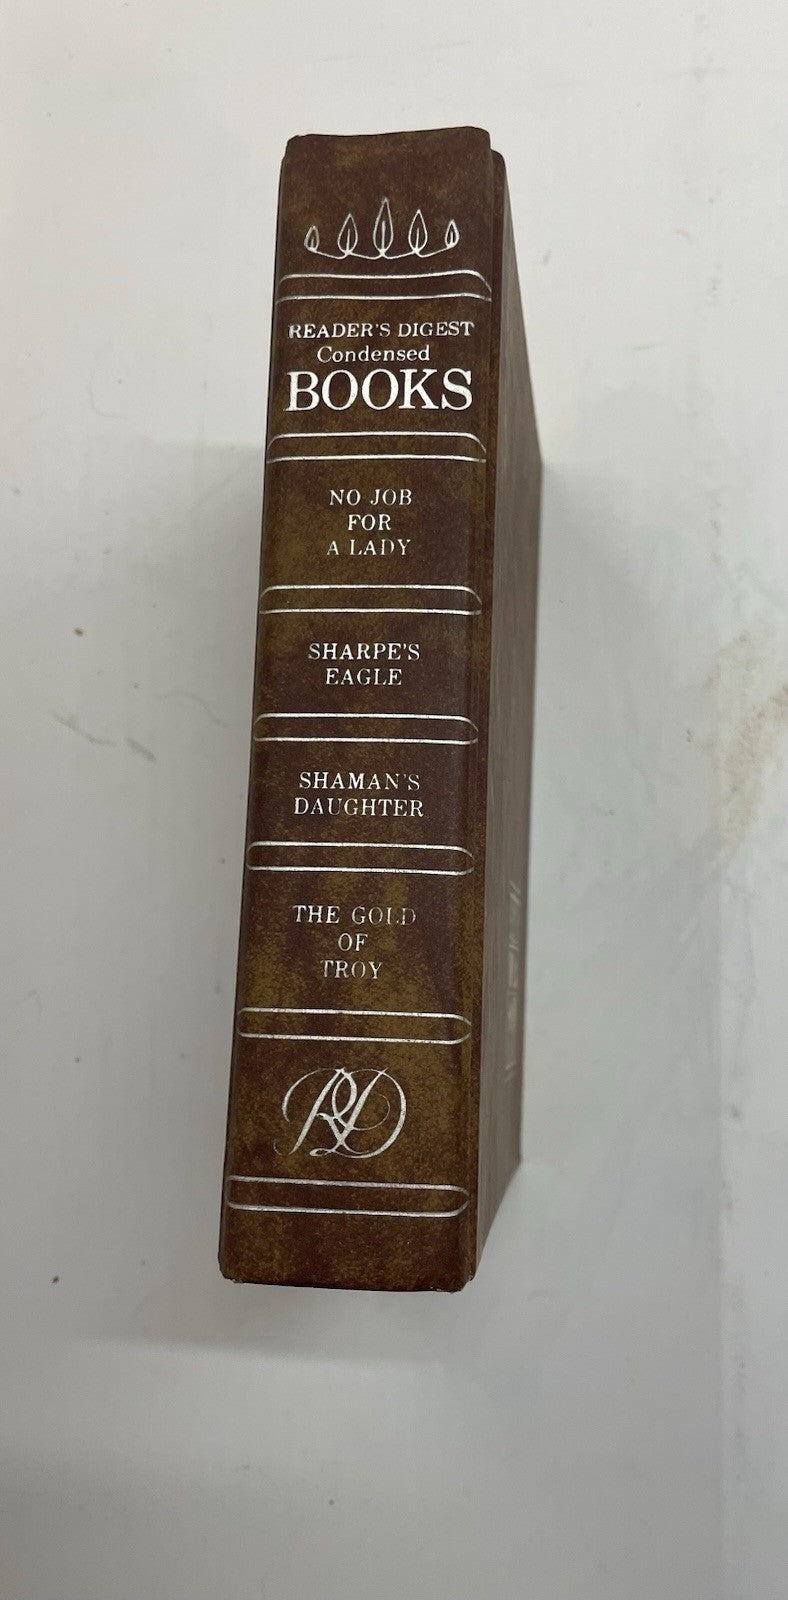 READER'S DIGEST
Condensed
BOOKS
NO JOB
FOR
A LADY
SHARPE'S
EAGLE
SHAMAN'S
DAUGHTER
THE GOLD
OF
TROY
RD